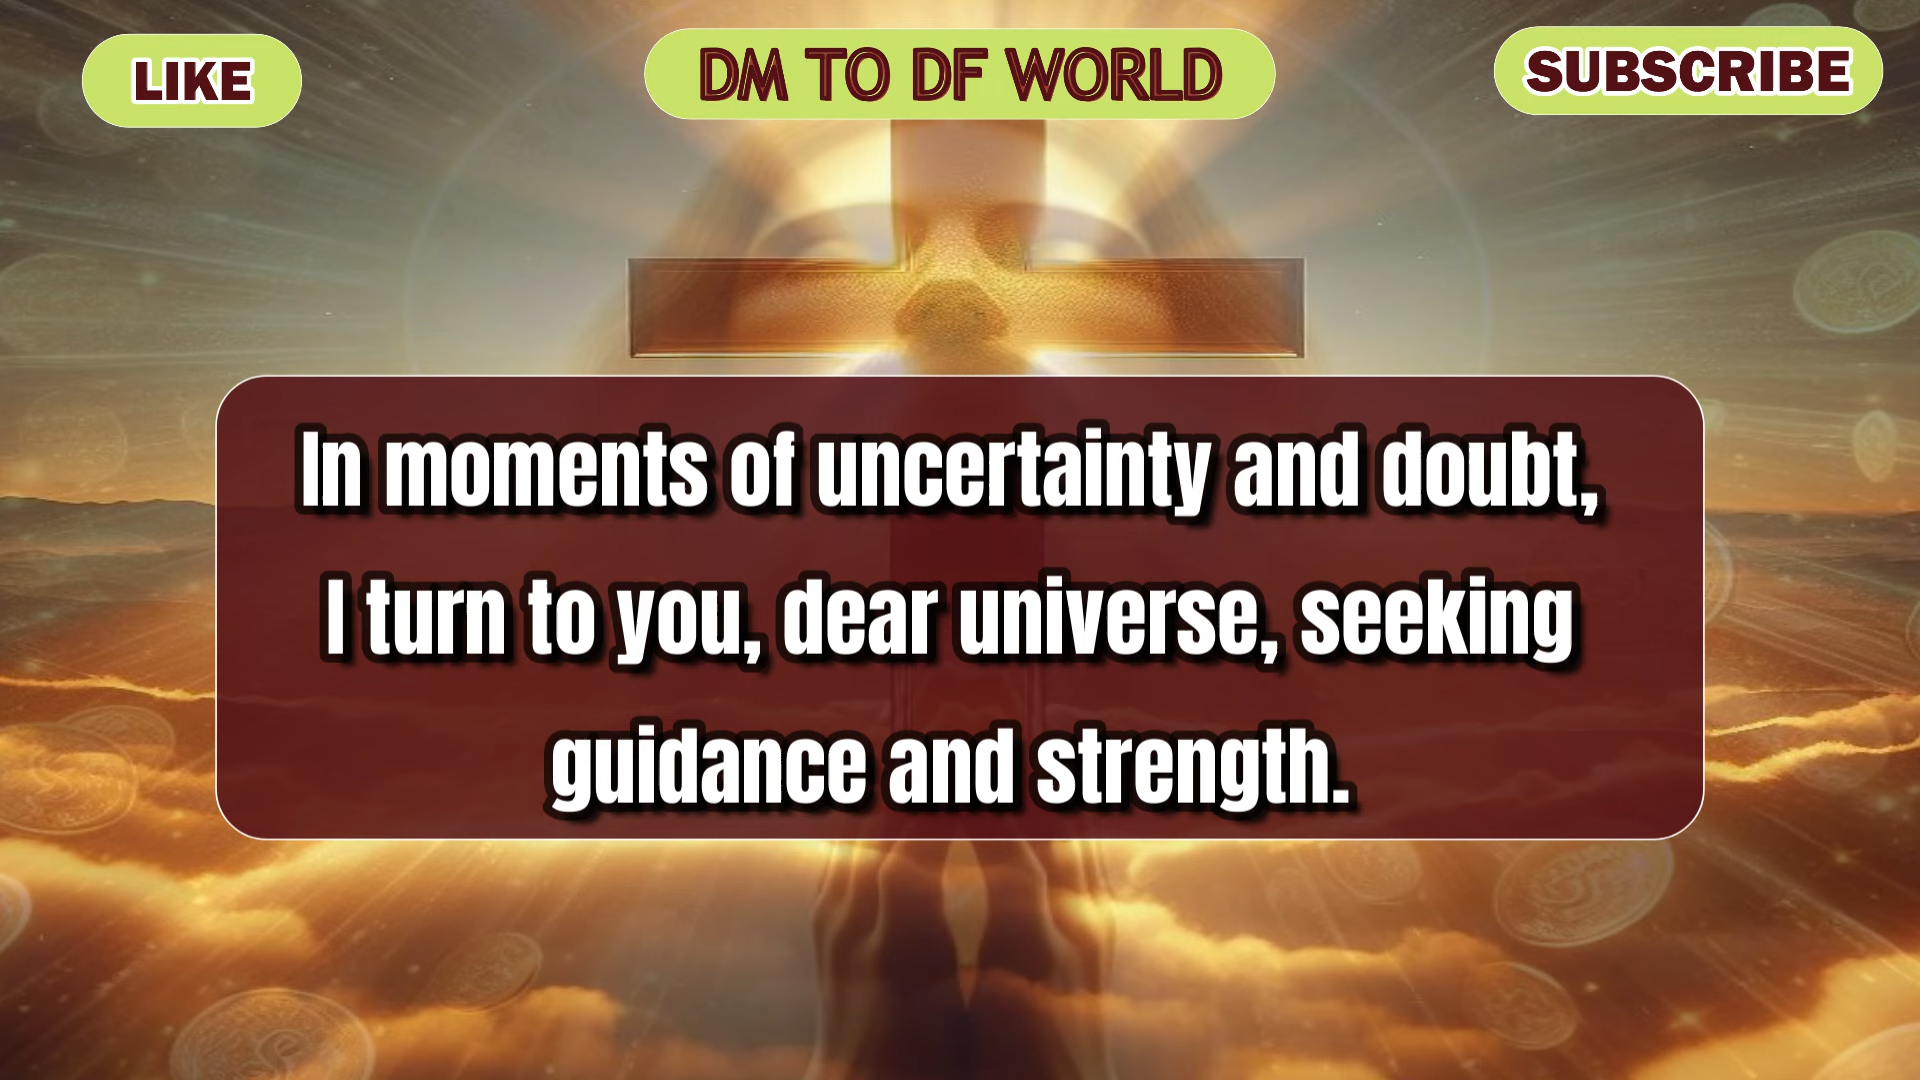 LIKE
DM TO DF WORLD
SUBSCRIBE
In moments of uncertainty and doubt,
I turn to you, dear universe, seeking
guidance and strength.